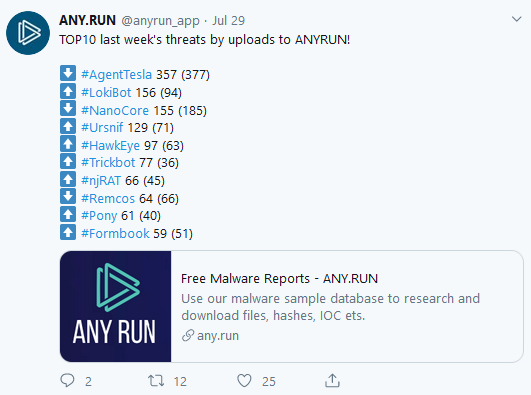 ANY.RUN @anyrun_app · Jul 29
TOP10 last week's threats by uploads to ANYRUN!
⬇ #AgentTesla 357 (377)
⬆ #LokiBot 156 (94)
⬇ #NanoCore 155 (185)
⬆ #Ursnif 129 (71)
⬆ #HawkEye 97 (63)
⬆ #Trickbot 77 (36)
⬆ #njRAT 66 (45)
⬇ #Remcos 64 (66)
⬆ #Pony 61 (40)
⬆ #Formbook 59 (51)
ANY RUN
Free Malware Reports - ANY.RUN
Use our malware sample database to research and
download files, hashes, IOC ets.
any.run
2 12 25